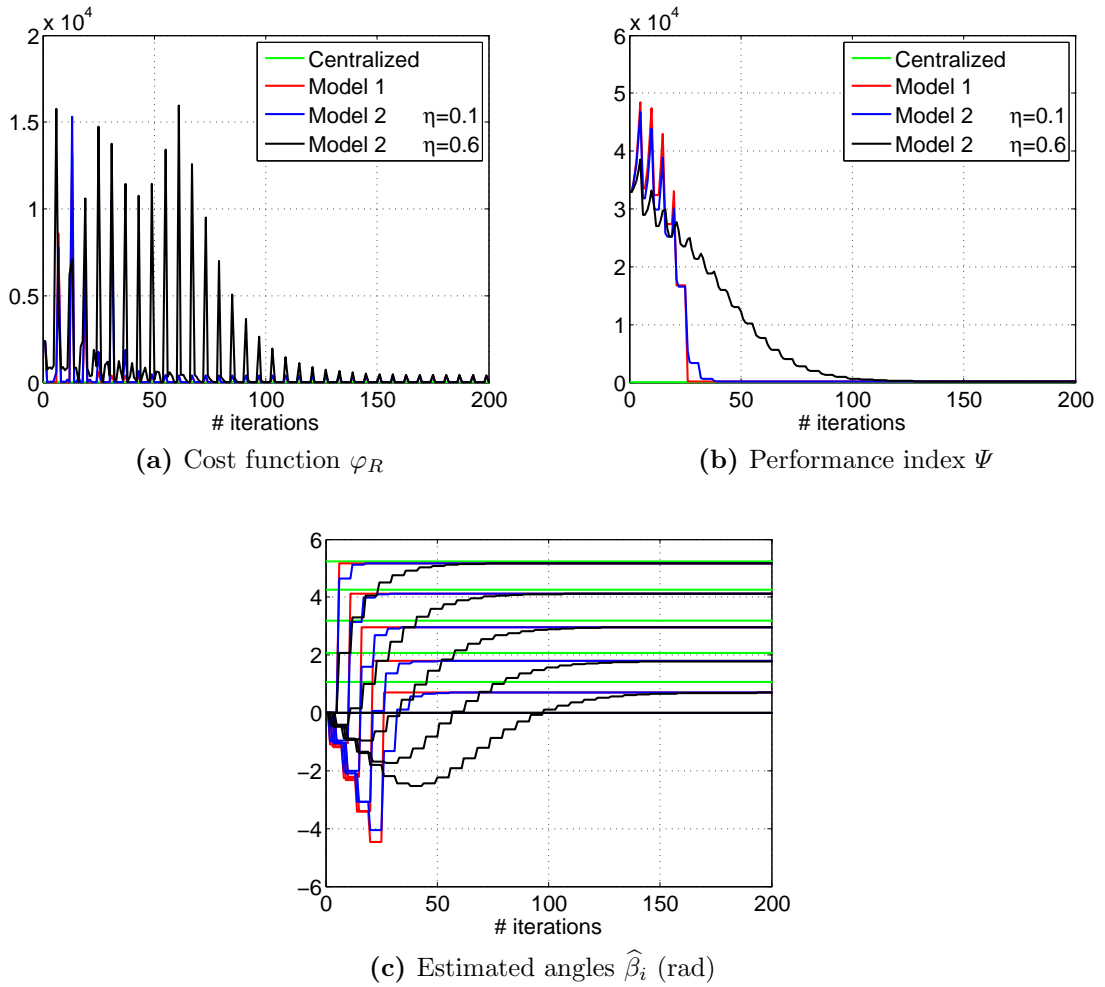 x 10^4
2
1.5
1
0.5
0
0 50 100 150 200
# iterations
Centralized
Model 1
Model 2 η=0.1
Model 2 η=0.6
(a) Cost function φ_R
x 10^4
6
5
4
3
2
1
0
0 50 100 150 200
# iterations
Centralized
Model 1
Model 2 η=0.1
Model 2 η=0.6
(b) Performance index Ψ
6
4
2
0
−2
−4
−6
0 50 100 150 200
# iterations
(c) Estimated angles β̂_i (rad)